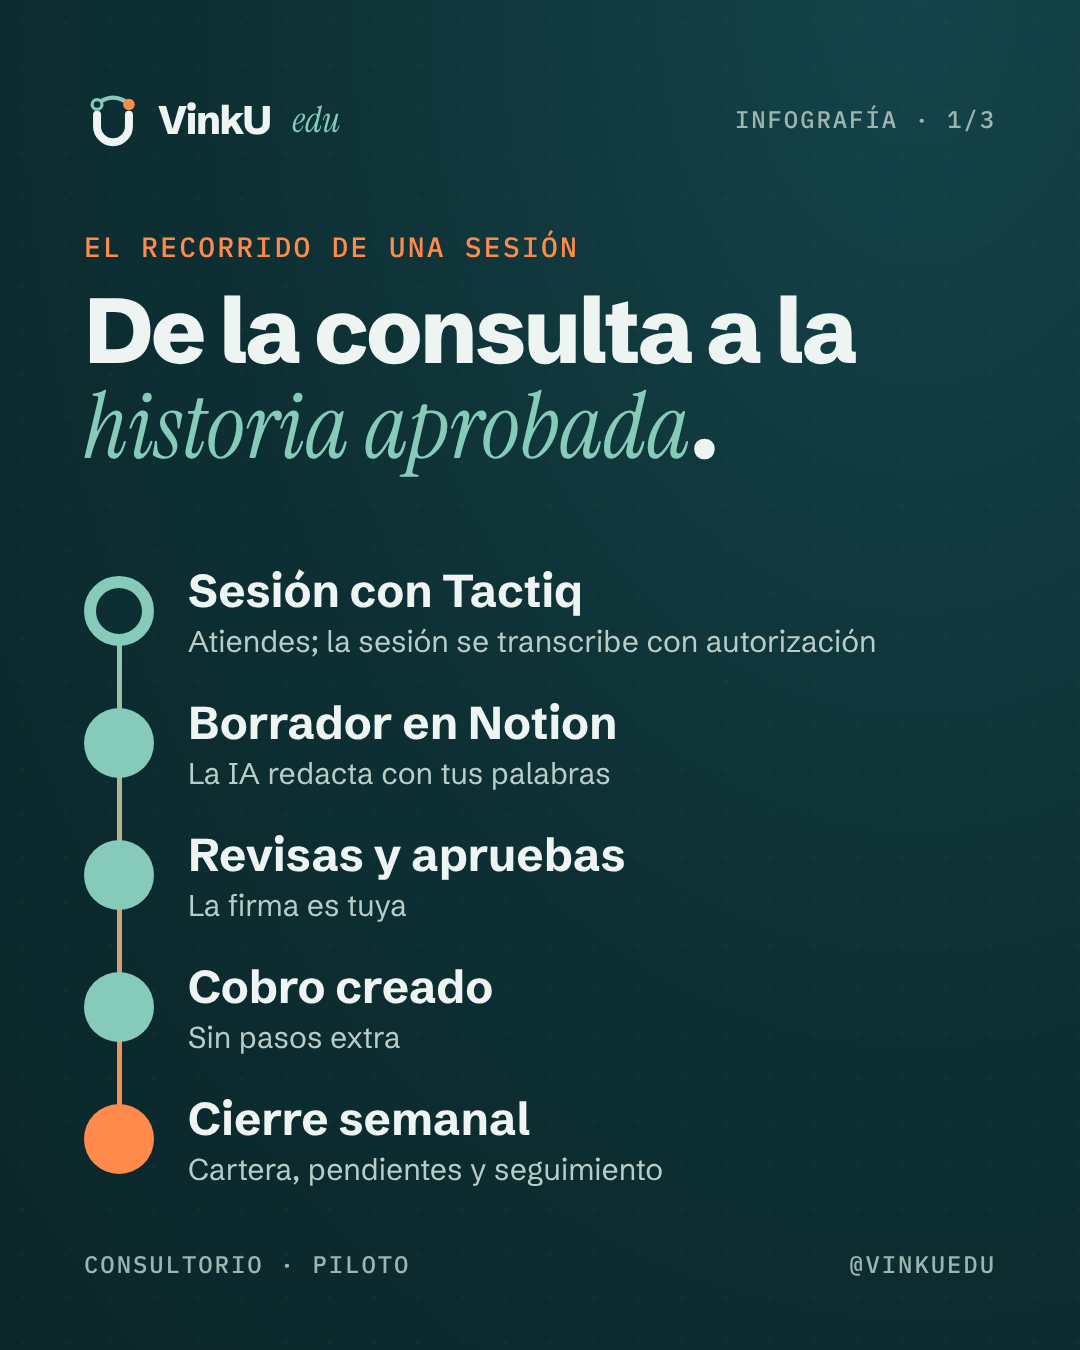 VinkU edu
INFOGRAFÍA · 1/3
EL RECORRIDO DE UNA SESIÓN
De la consulta a la
historia aprobada.
Sesión con Tactiq
Atiendes; la sesión se transcribe con autorización
Borrador en Notion
La IA redacta con tus palabras
Revisas y apruebas
La firma es tuya
Cobro creado
Sin pasos extra
Cierre semanal
Cartera, pendientes y seguimiento
CONSULTORIO · PILOTO
@VINKUEDU